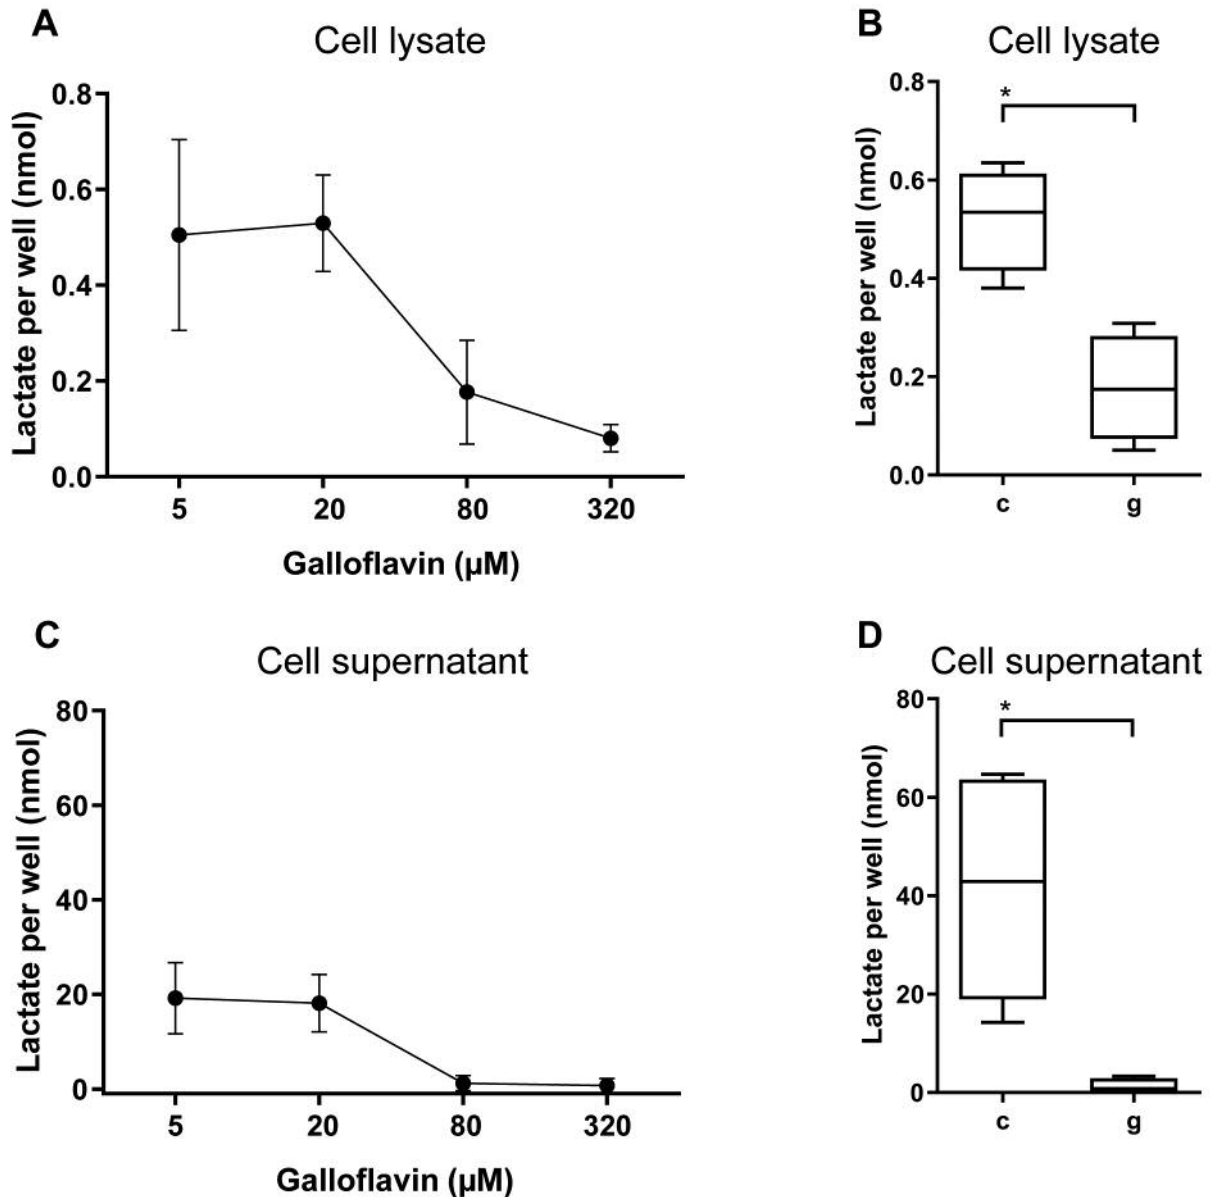 A
Cell lysate
Lactate per well (nmol)
0.8
0.6
0.4
0.2
0.0
5 20 80 320
Galloflavin (µM)
B
Cell lysate
Lactate per well (nmol)
0.8
0.6
0.4
0.2
0.0
*
c g
C
Cell supernatant
Lactate per well (nmol)
80
60
40
20
0
5 20 80 320
Galloflavin (µM)
D
Cell supernatant
Lactate per well (nmol)
80
60
40
20
0
*
c g